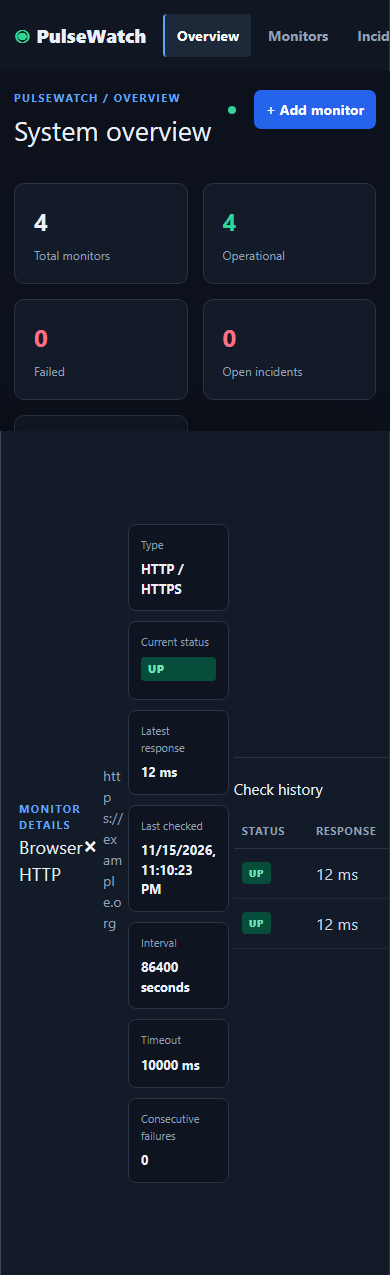 PulseWatch
Overview
Monitors
Incid
PULSEWATCH / OVERVIEW
System overview
+ Add monitor
4
Total monitors
4
Operational
0
Failed
0
Open incidents
MONITOR
DETAILS
Browser
HTTP
×
htt
p
s://
ex
am
pl
e.o
rg
Type
HTTP /
HTTPS
Current status
UP
Latest
response
12 ms
Last checked
11/15/2026,
11:10:23
PM
Interval
86400
seconds
Timeout
10000 ms
Consecutive
failures
0
Check history
STATUS RESPONSE
UP 12 ms
UP 12 ms